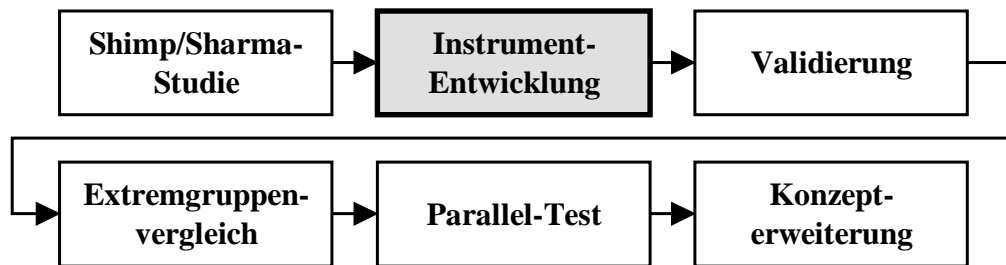 Shimp/Sharma-
Studie
Instrument-
Entwicklung
Validierung
Extremgruppen-
vergleich
Parallel-Test
Konzept-
erweiterung